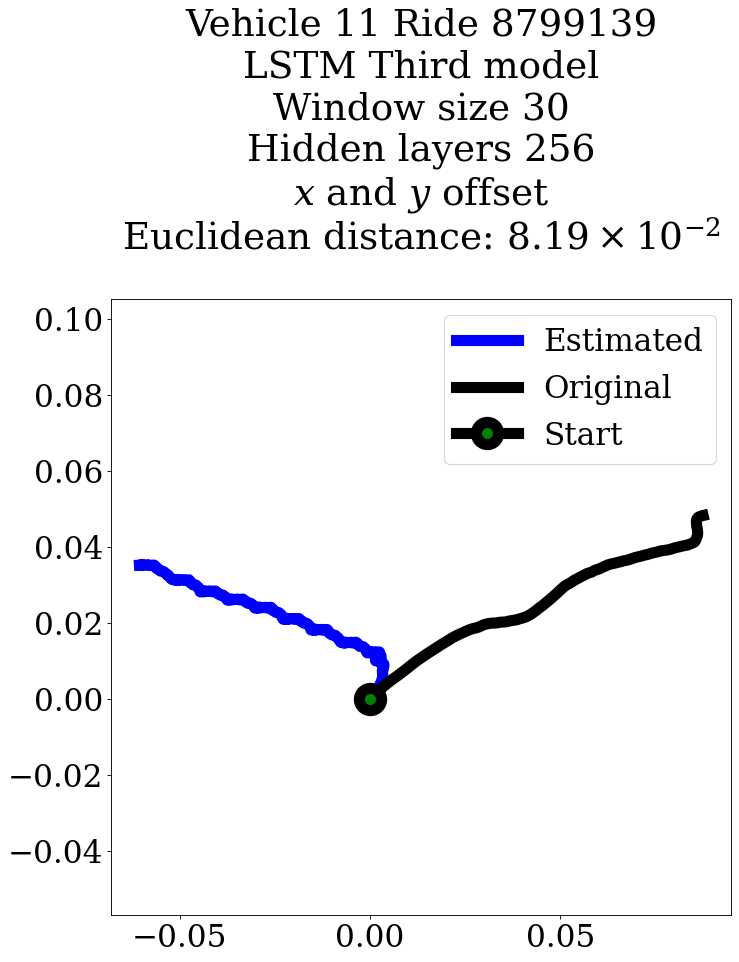 Vehicle 11 Ride 8799139
LSTM Third model
Window size 30
Hidden layers 256
x and y offset
Euclidean distance: 8.19 × 10⁻²
Estimated
Original
Start
0.10
0.08
0.06
0.04
0.02
0.00
−0.02
−0.04
−0.05
0.00
0.05